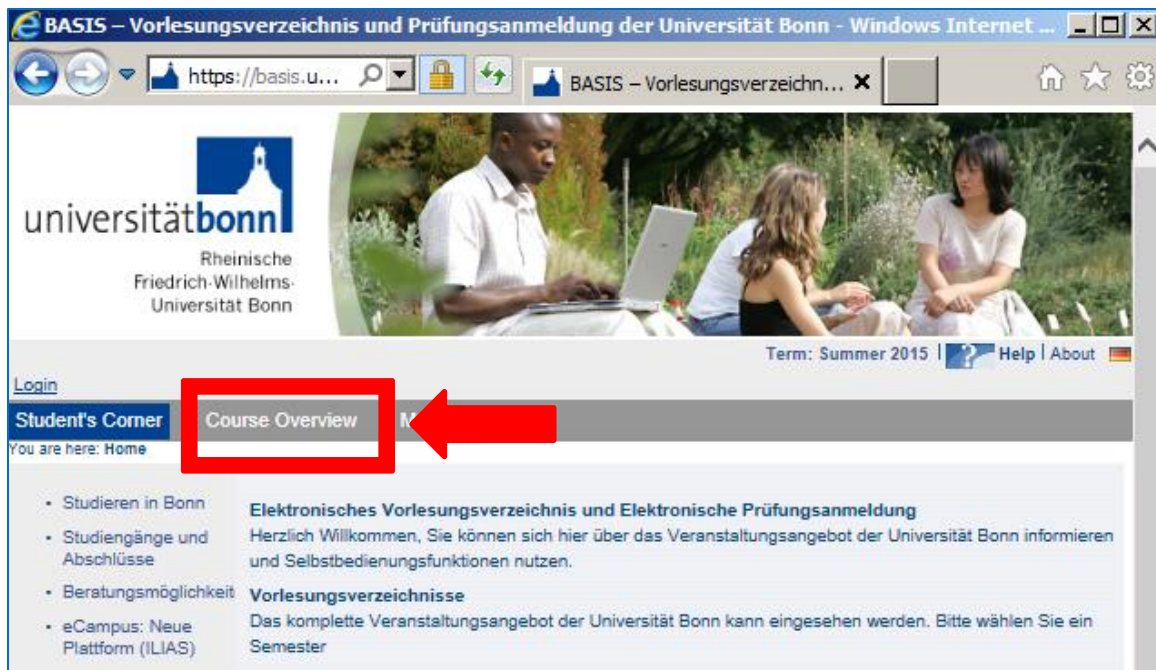 BASIS – Vorlesungsverzeichnis und Prüfungsanmeldung der Universität Bonn - Windows Internet ...
https://basis.u...
BASIS – Vorlesungsverzeichn...
universitätbonn
Rheinische
Friedrich-Wilhelms-
Universität Bonn
Term: Summer 2015 | ? Help | About
Login
Student's Corner Course Overview M
You are here: Home
• Studieren in Bonn
• Studiengänge und
Abschlüsse
• Beratungsmöglichkeit
• eCampus: Neue
Plattform (ILIAS)
Elektronisches Vorlesungsverzeichnis und Elektronische Prüfungsanmeldung
Herzlich Willkommen, Sie können sich hier über das Veranstaltungsangebot der Universität Bonn informieren
und Selbstbedienungsfunktionen nutzen.
Vorlesungsverzeichnisse
Das komplette Veranstaltungsangebot der Universität Bonn kann eingesehen werden. Bitte wählen Sie ein
Semester